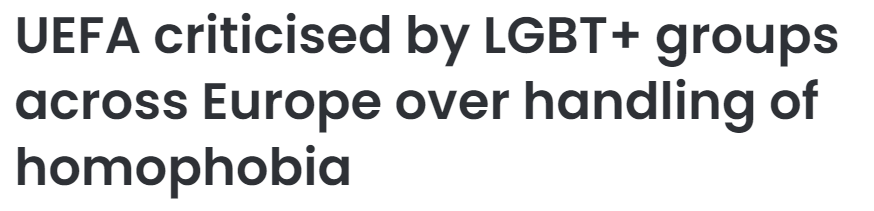 UEFA criticised by LGBT+ groups
across Europe over handling of
homophobia